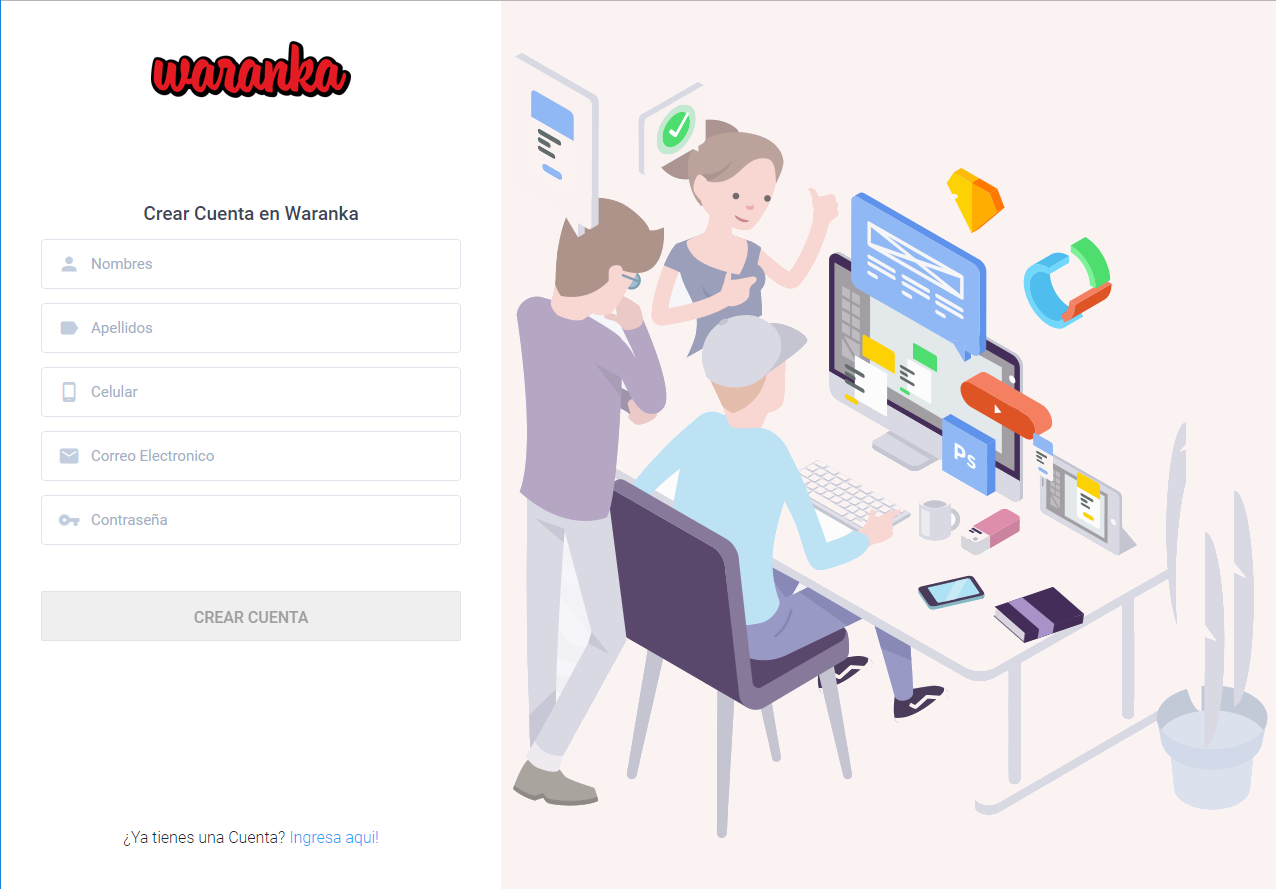 waranka
Crear Cuenta en Waranka
Nombres
Apellidos
Celular
Correo Electronico
Contraseña
CREAR CUENTA
¿Ya tienes una Cuenta? Ingresa aqui!
Ps